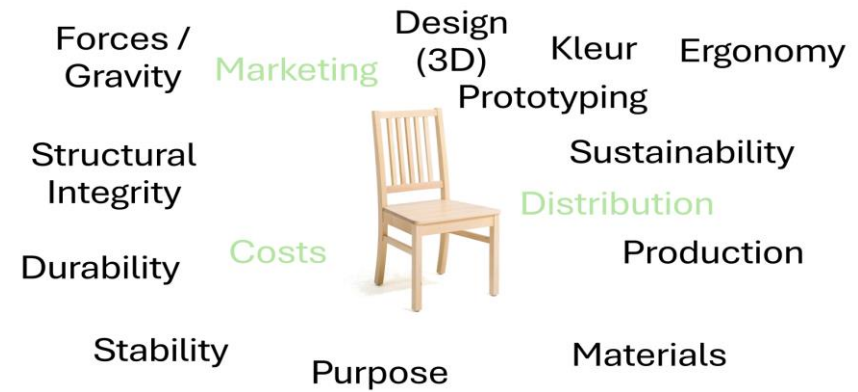 Forces /
Gravity
Marketing
Design
(3D)
Kleur
Ergonomy
Prototyping
Structural
Integrity
Sustainability
Distribution
Durability
Costs
Production
Stability
Purpose
Materials